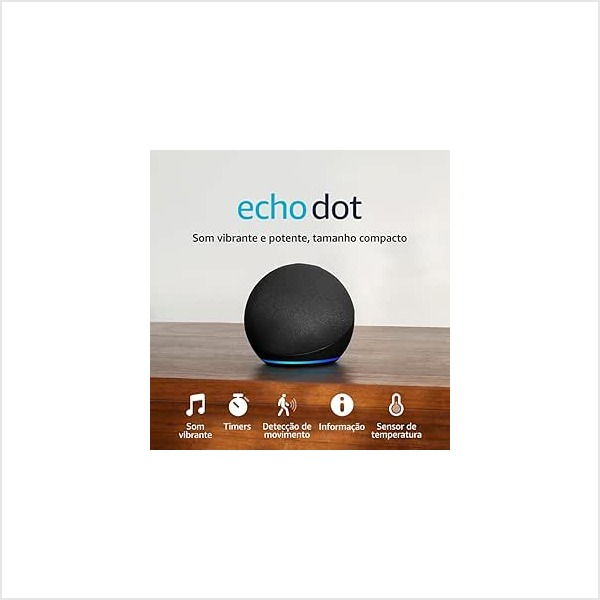 echo dot
Som vibrante e potente, tamanho compacto
Som
vibrante
Timers
Detecção de
movimento
Informação
Sensor de
temperatura